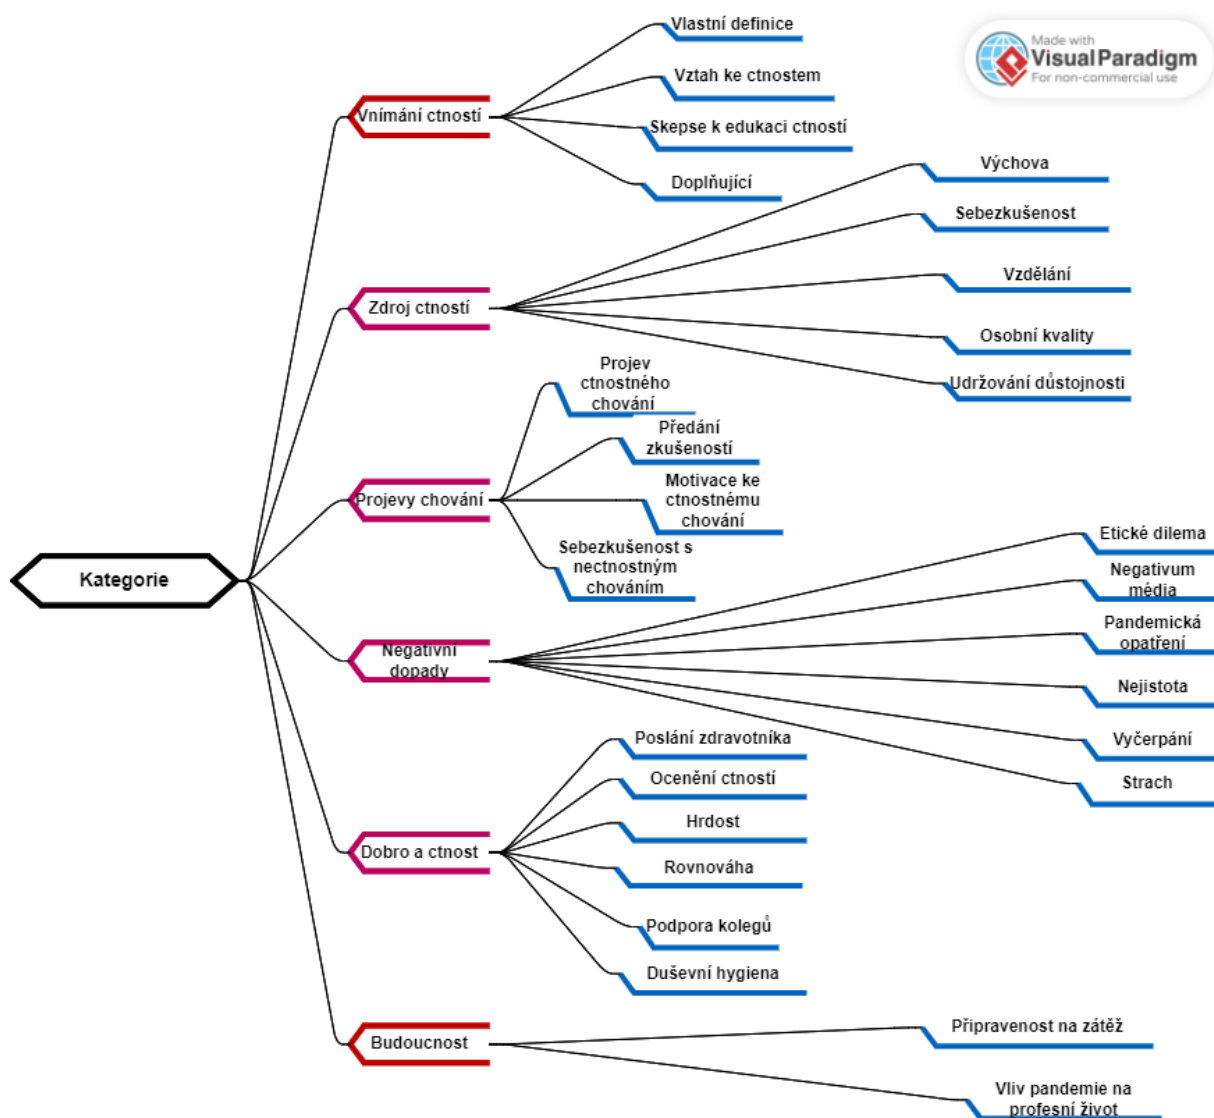 Made with
Visual Paradigm
For non-commercial use
Kategorie
Vnímání ctností
Vlastní definice
Vztah ke ctnostem
Skepse k edukaci ctností
Doplňující
Zdroj ctností
Výchova
Sebezkušenost
Vzdělání
Osobní kvality
Udržování důstojnosti
Projevy chování
Projev
ctnostného
chování
Předání
zkušeností
Motivace ke
ctnostnému
chování
Sebezkušenost s
nectnostným
chováním
Negativní
dopady
Etické dilema
Negativum
média
Pandemická
opatření
Nejistota
Vyčerpání
Strach
Dobro a ctnost
Poslání zdravotníka
Ocenění ctností
Hrdost
Rovnováha
Podpora kolegů
Duševní hygiena
Budoucnost
Připravenost na zátěž
Vliv pandemie na
profesní život